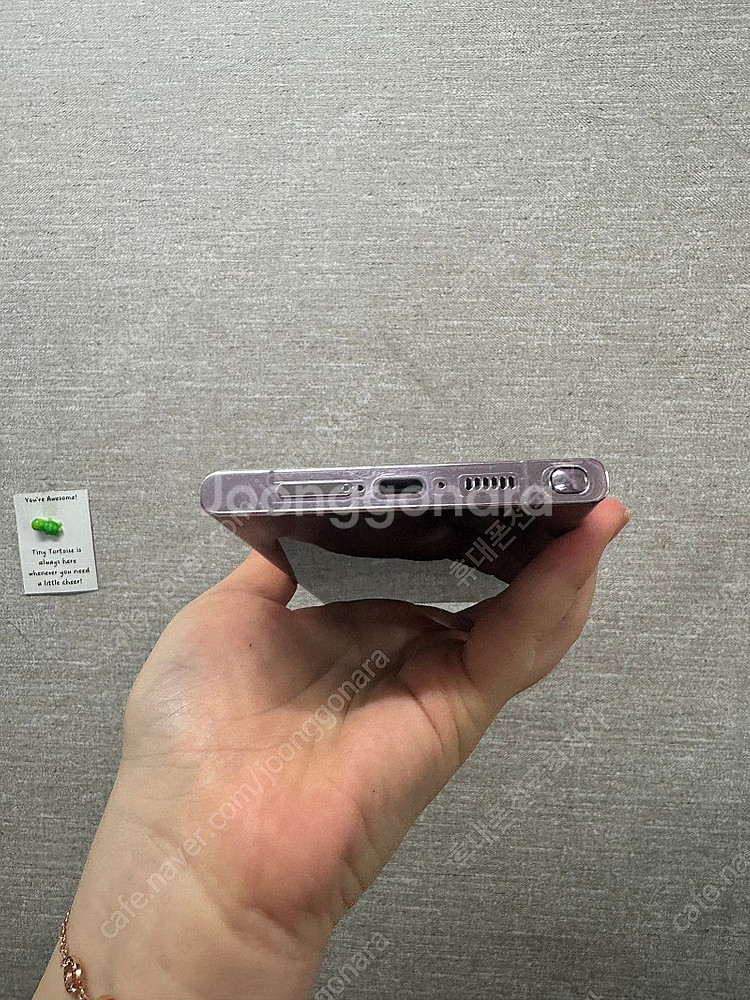 You're Awesome!
Tiny Tortoise is
always here
whenever you need
a little cheer!
Joonggonara
cafe.naver.com/joonggonara